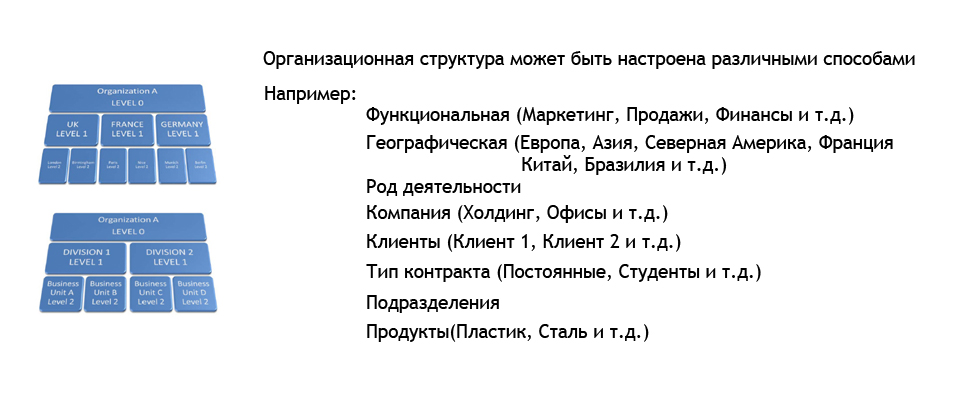 Организационная структура может быть настроена различными способами
Например:
Функциональная (Маркетинг, Продажи, Финансы и т.д.)
Географическая (Европа, Азия, Северная Америка, Франция
Китай, Бразилия и т.д.)
Род деятельности
Компания (Холдинг, Офисы и т.д.)
Клиенты (Клиент 1, Клиент 2 и т.д.)
Тип контракта (Постоянные, Студенты и т.д.)
Подразделения
Продукты(Пластик, Сталь и т.д.)
Organization A
LEVEL 0
UK FRANCE GERMANY
LEVEL 1 LEVEL 1 LEVEL 1
London Birmingham Paris
Level 2 Level 2 Level 2 Level 2 Level 2 Level 2
Organization A
LEVEL 0
DIVISION 1 DIVISION 2
LEVEL 1 LEVEL 1
Business Business Business Business
Unit A Unit B Unit C Unit D
Level 2 Level 2 Level 2 Level 2